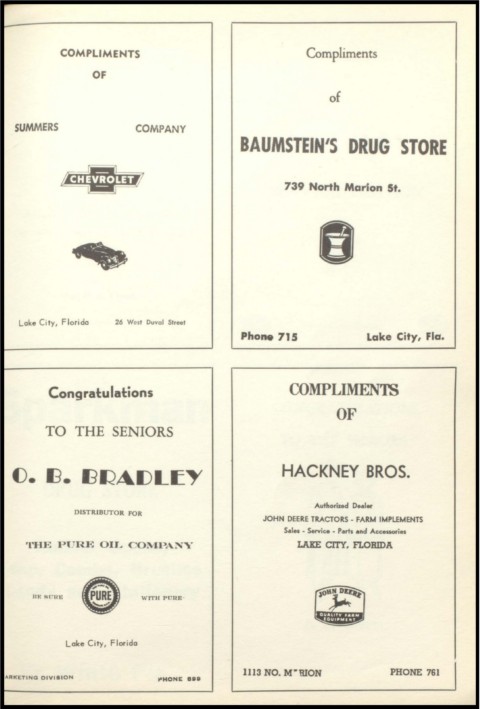 COMPLIMENTS
OF
SUMMERS COMPANY
CHEVROLET
Lake City, Florida 26 West Duval Street
Compliments
of
BAUMSTEIN'S DRUG STORE
739 North Marion St.
Phone 715 Lake City, Fla.
Congratulations
TO THE SENIORS
O. B. BRADLEY
DISTRIBUTOR FOR
THE PURE OIL COMPANY
BE SURE PURE WITH PURE
Lake City, Florida
ARKETING DIVISION PHONE 699
COMPLIMENTS
OF
HACKNEY BROS.
Authorized Dealer
JOHN DEERE TRACTORS - FARM IMPLEMENTS
Sales - Service - Parts and Accessories
LAKE CITY, FLORIDA
JOHN DEERE
QUALITY FARM
EQUIPMENT
1113 NO. PHONE 761